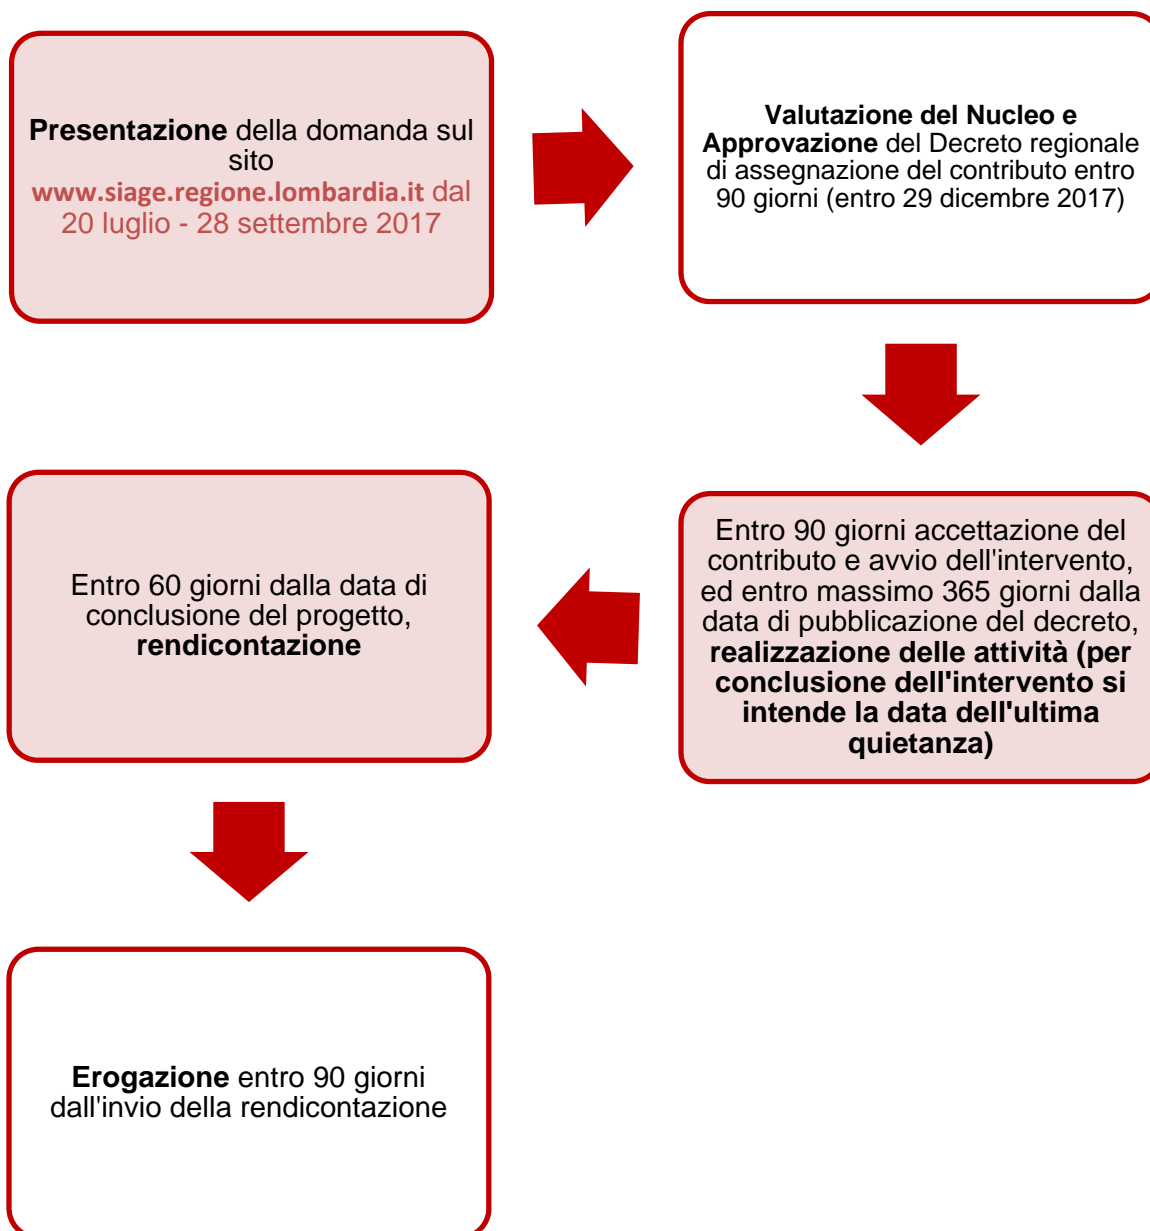 Presentazione della domanda sul
sito
www.siage.regione.lombardia.it dal
20 luglio - 28 settembre 2017
Valutazione del Nucleo e
Approvazione del Decreto regionale
di assegnazione del contributo entro
90 giorni (entro 29 dicembre 2017)
Entro 90 giorni accettazione del
contributo e avvio dell'intervento,
ed entro massimo 365 giorni dalla
data di pubblicazione del decreto,
realizzazione delle attività (per
conclusione dell'intervento si
intende la data dell'ultima
quietanza)
Entro 60 giorni dalla data di
conclusione del progetto,
rendicontazione
Erogazione entro 90 giorni
dall'invio della rendicontazione